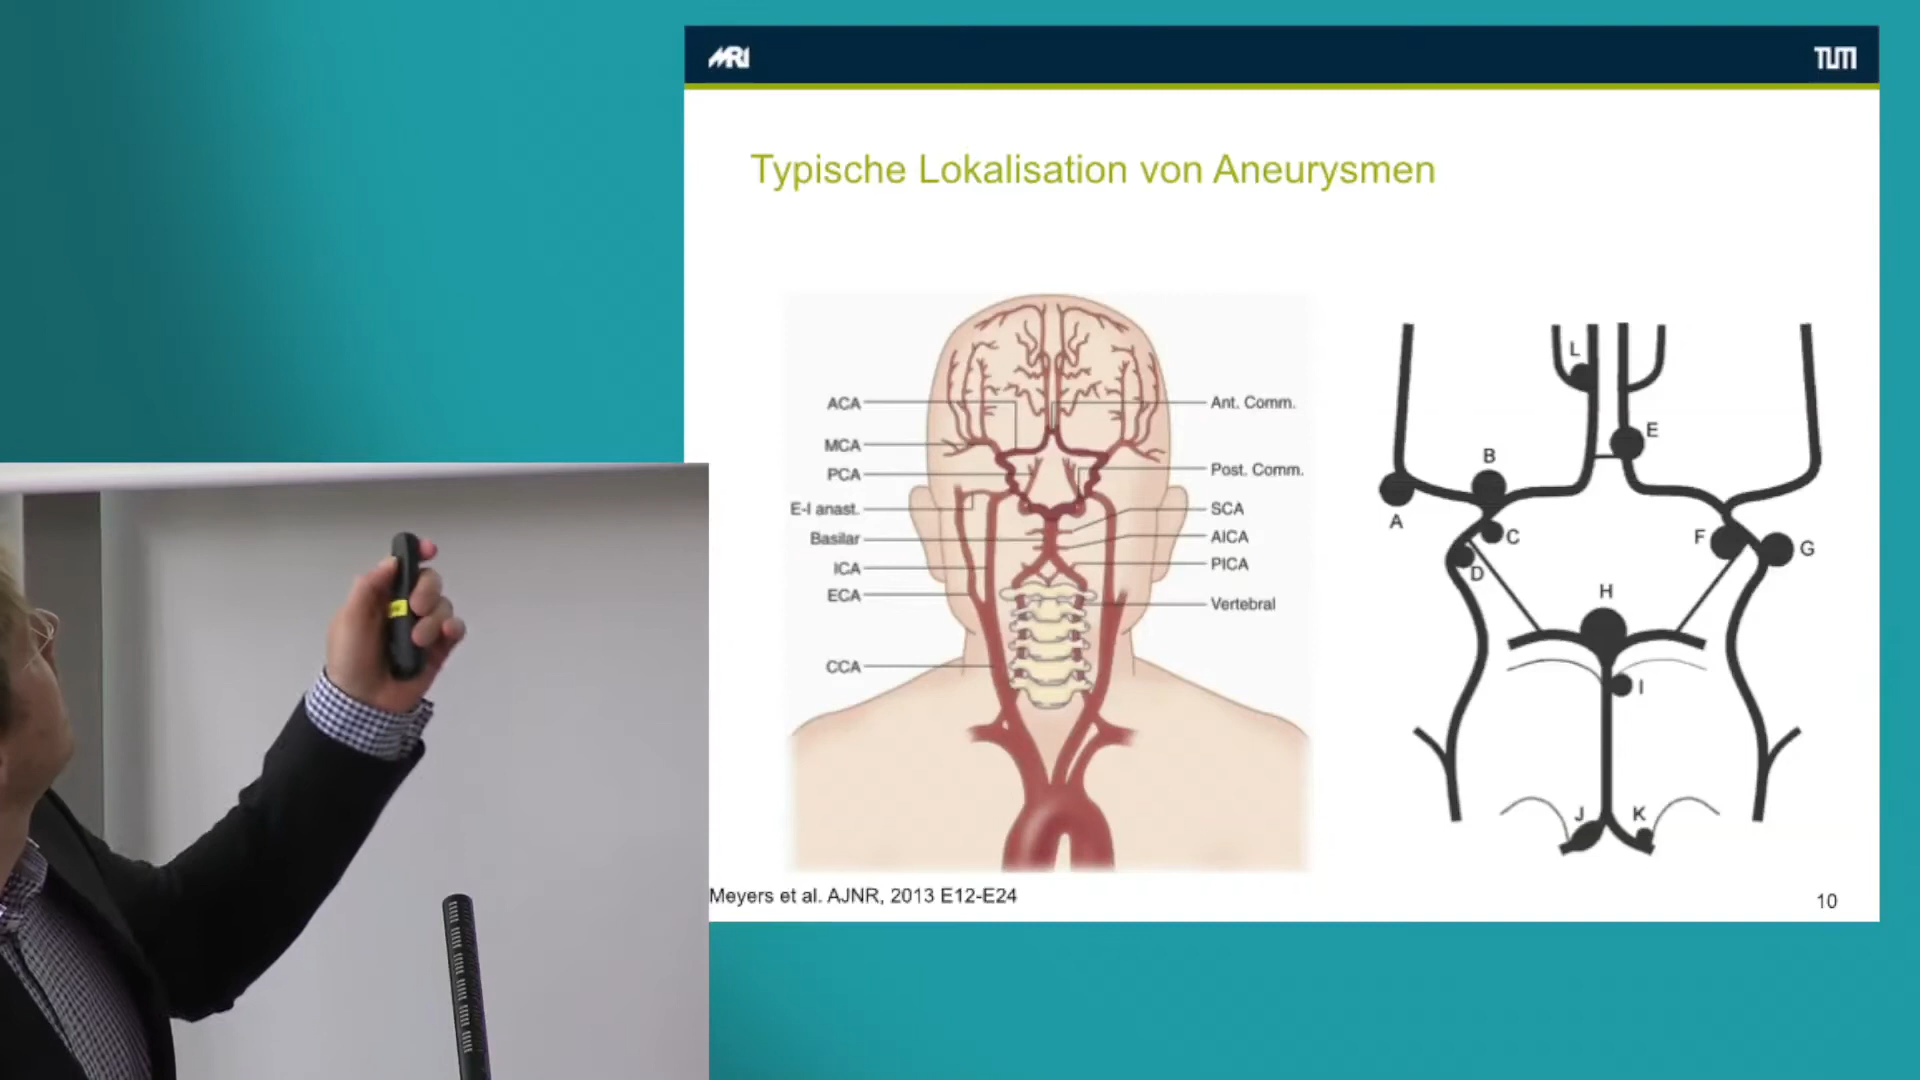 MRI
TUM
Typische Lokalisation von Aneurysmen
ACA
MCA
PCA
E-I anast.
Basilar
ICA
ECA
CCA
Ant. Comm.
Post. Comm.
SCA
AICA
PICA
Vertebral
L
E
B
A
C
D
F
G
H
I
J
K
Meyers et al. AJNR, 2013 E12-E24
10